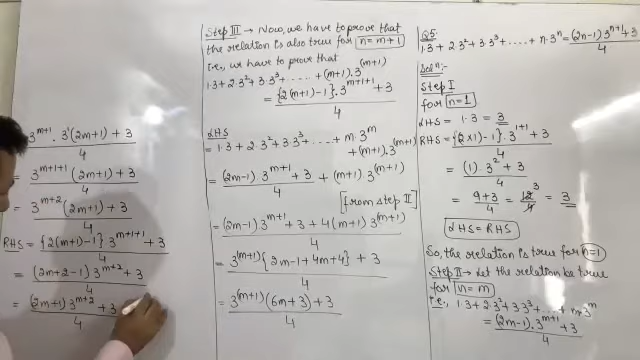 Q5.
1·3 + 2·3² + 3·3³ + ····· + n·3ⁿ = (2n-1)3ⁿ⁺¹+3 / 4
Solⁿ:
Step I
for n=1
LHS = 1·3 = 3
RHS = {(2×1)-1}·3¹⁺¹+3 / 4
= (1)·3²+3 / 4
= 9+3 / 4 = 12 / 4 3 = 3
LHS = RHS
So, the relation is true for n=1
Step II → Let the relation be true
for n=m
i.e., 1·3 + 2·3² + 3·3³ + ····· + m·3ᵐ
= (2m-1)·3ᵐ⁺¹+3 / 4
Step III → Now, we have to prove that
the relation is also true for n=m+1
i.e., we have to prove that
1·3 + 2·3² + 3·3³ + ····· + (m+1)·3⁽ᵐ⁺¹⁾
= {2(m+1)-1}·3ᵐ⁺¹⁺¹+3 / 4
LHS
= 1·3 + 2·3² + 3·3³ + ····· + m·3ᵐ
+ (m+1)·3⁽ᵐ⁺¹⁾
= (2m-1)·3ᵐ⁺¹+3 / 4 + (m+1)·3⁽ᵐ⁺¹⁾
[from step II]
= (2m-1)·3ᵐ⁺¹+3+4(m+1)3⁽ᵐ⁺¹⁾ / 4
= 3⁽ᵐ⁺¹⁾{2m-1+4m+4}+3 / 4
= 3⁽ᵐ⁺¹⁾(6m+3)+3 / 4
3ᵐ⁺¹·3¹(2m+1)+3 / 4
= 3ᵐ⁺¹⁺¹(2m+1)+3 / 4
= 3ᵐ⁺²(2m+1)+3 / 4
RHS = {2(m+1)-1}·3ᵐ⁺¹⁺¹+3 / 4
= (2m+2-1)3ᵐ⁺²+3 / 4
= (2m+1)3ᵐ⁺²+3 / 4